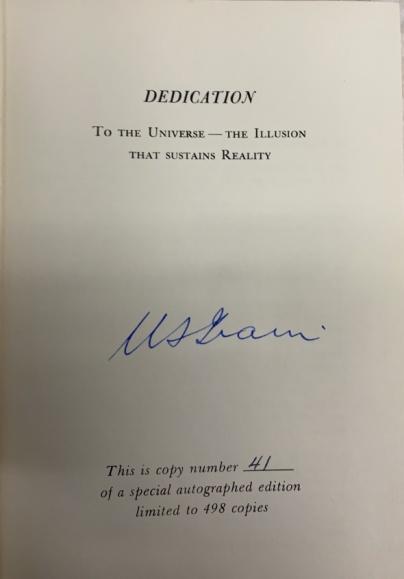 DEDICATION
To the Universe — the Illusion
that sustains Reality
This is copy number 41
of a special autographed edition
limited to 498 copies